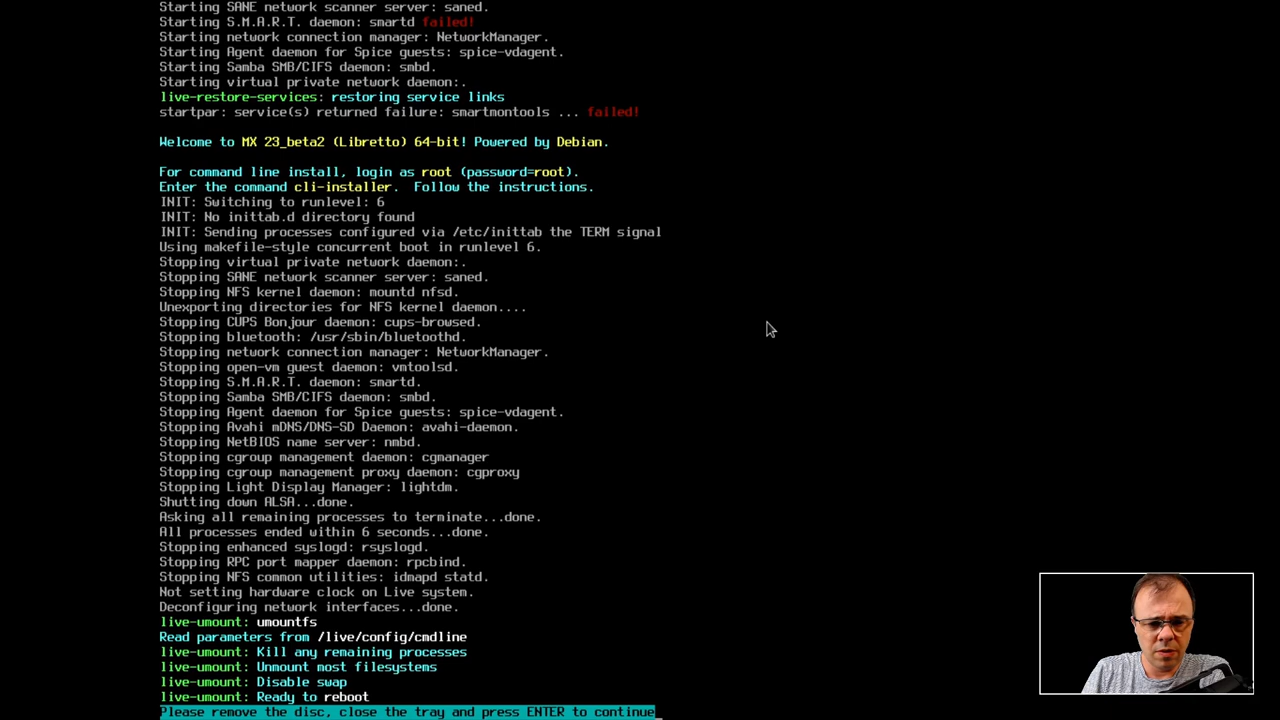 Starting SANE network scanner server: saned.
Starting S.M.A.R.T. daemon: smartd failed!
Starting network connection manager: NetworkManager.
Starting Agent daemon for Spice guests: spice-vdagent.
Starting Samba SMB/CIFS daemon: smbd.
Starting virtual private network daemon:.
live-restore-services: restoring service links
startpar: service(s) returned failure: smartmontools ... failed!
Welcome to MX 23_beta2 (Libretto) 64-bit! Powered by Debian.
For command line install, login as root (password=root).
Enter the command cli-installer.  Follow the instructions.
INIT: Switching to runlevel: 6
INIT: No inittab.d directory found
INIT: Sending processes configured via /etc/inittab the TERM signal
Using makefile-style concurrent boot in runlevel 6.
Stopping virtual private network daemon:.
Stopping SANE network scanner server: saned.
Stopping NFS kernel daemon: mountd nfsd.
Unexporting directories for NFS kernel daemon....
Stopping CUPS Bonjour daemon: cups-browsed.
Stopping bluetooth: /usr/sbin/bluetoothd.
Stopping network connection manager: NetworkManager.
Stopping open-vm guest daemon: vmtoolsd.
Stopping S.M.A.R.T. daemon: smartd.
Stopping Samba SMB/CIFS daemon: smbd.
Stopping Agent daemon for Spice guests: spice-vdagent.
Stopping Avahi mDNS/DNS-SD Daemon: avahi-daemon.
Stopping NetBIOS name server: nmbd.
Stopping cgroup management daemon: cgmanager
Stopping cgroup management proxy daemon: cgproxy
Stopping Light Display Manager: lightdm.
Shutting down ALSA...done.
Asking all remaining processes to terminate...done.
All processes ended within 6 seconds...done.
Stopping enhanced syslogd: rsyslogd.
Stopping RPC port mapper daemon: rpcbind.
Stopping NFS common utilities: idmapd statd.
Not setting hardware clock on Live system.
Deconfiguring network interfaces...done.
live-umount: umountfs
Read parameters from /live/config/cmdline
live-umount: Kill any remaining processes
live-umount: Unmount most filesystems
live-umount: Disable swap
live-umount: Ready to reboot
Please remove the disc, close the tray and press ENTER to continue